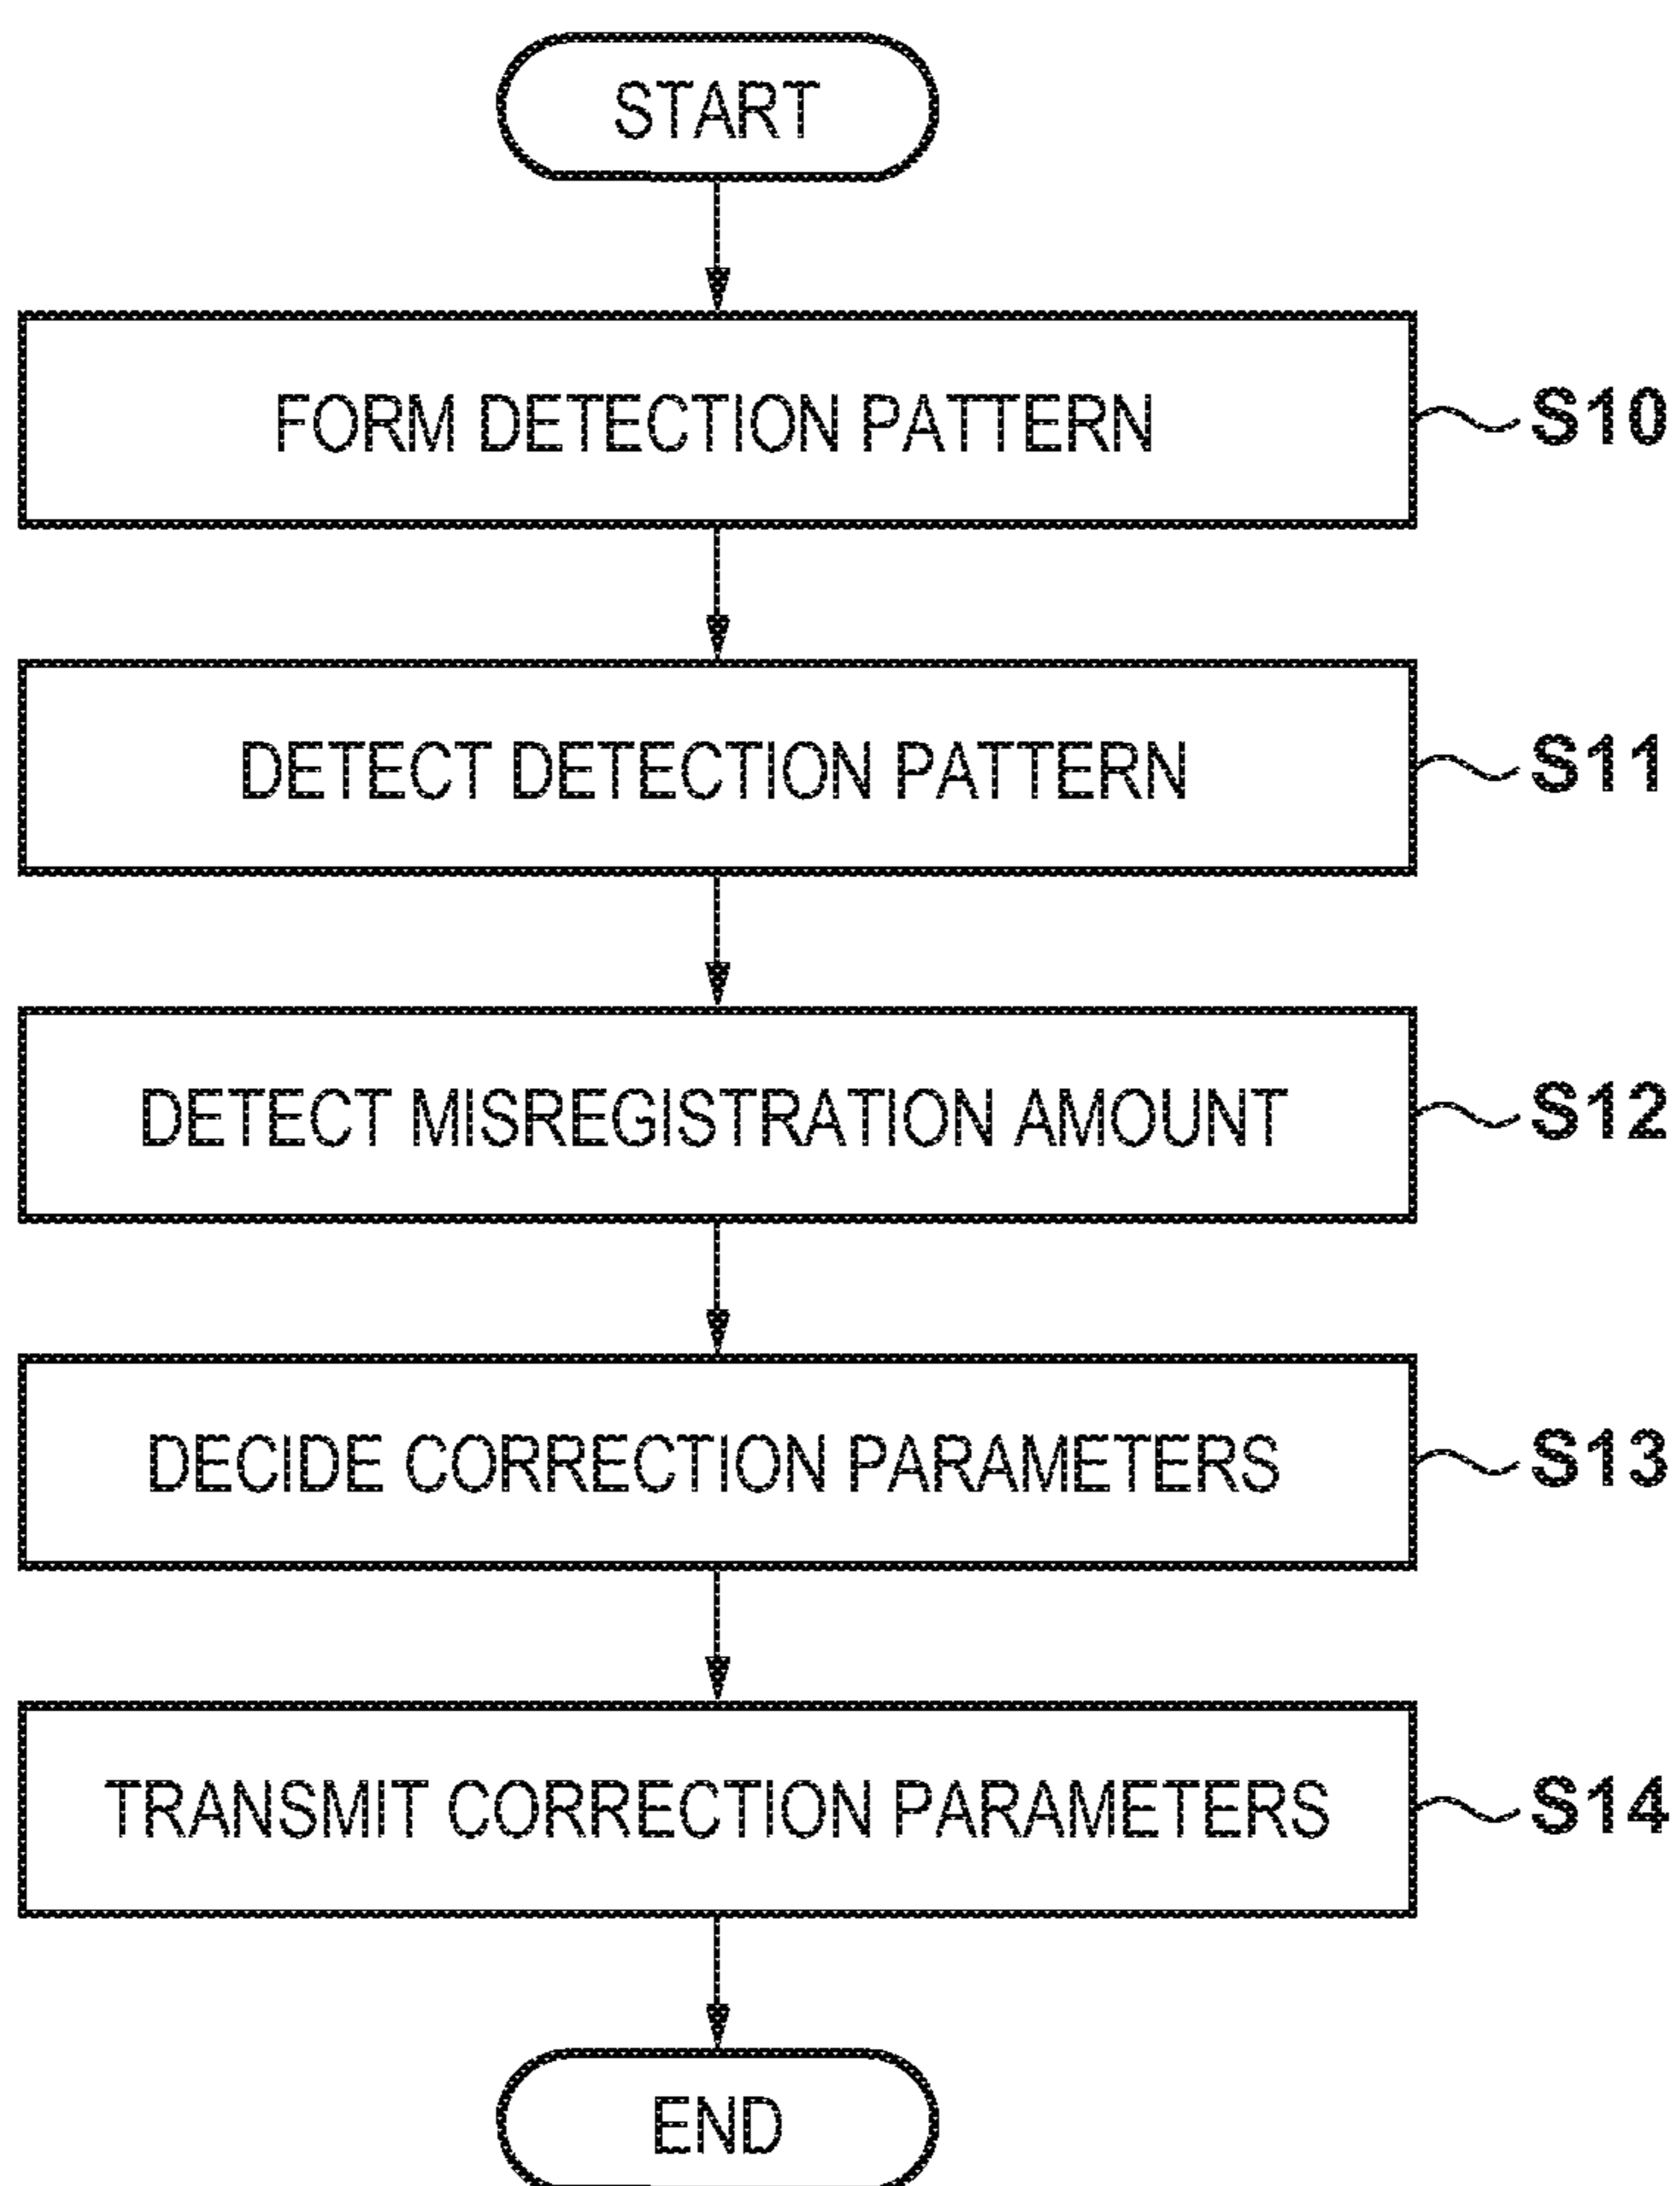 START
FORM DETECTION PATTERN
S10
DETECT DETECTION PATTERN
S11
DETECT MISREGISTRATION AMOUNT
S12
DECIDE CORRECTION PARAMETERS
S13
TRANSMIT CORRECTION PARAMETERS
S14
END